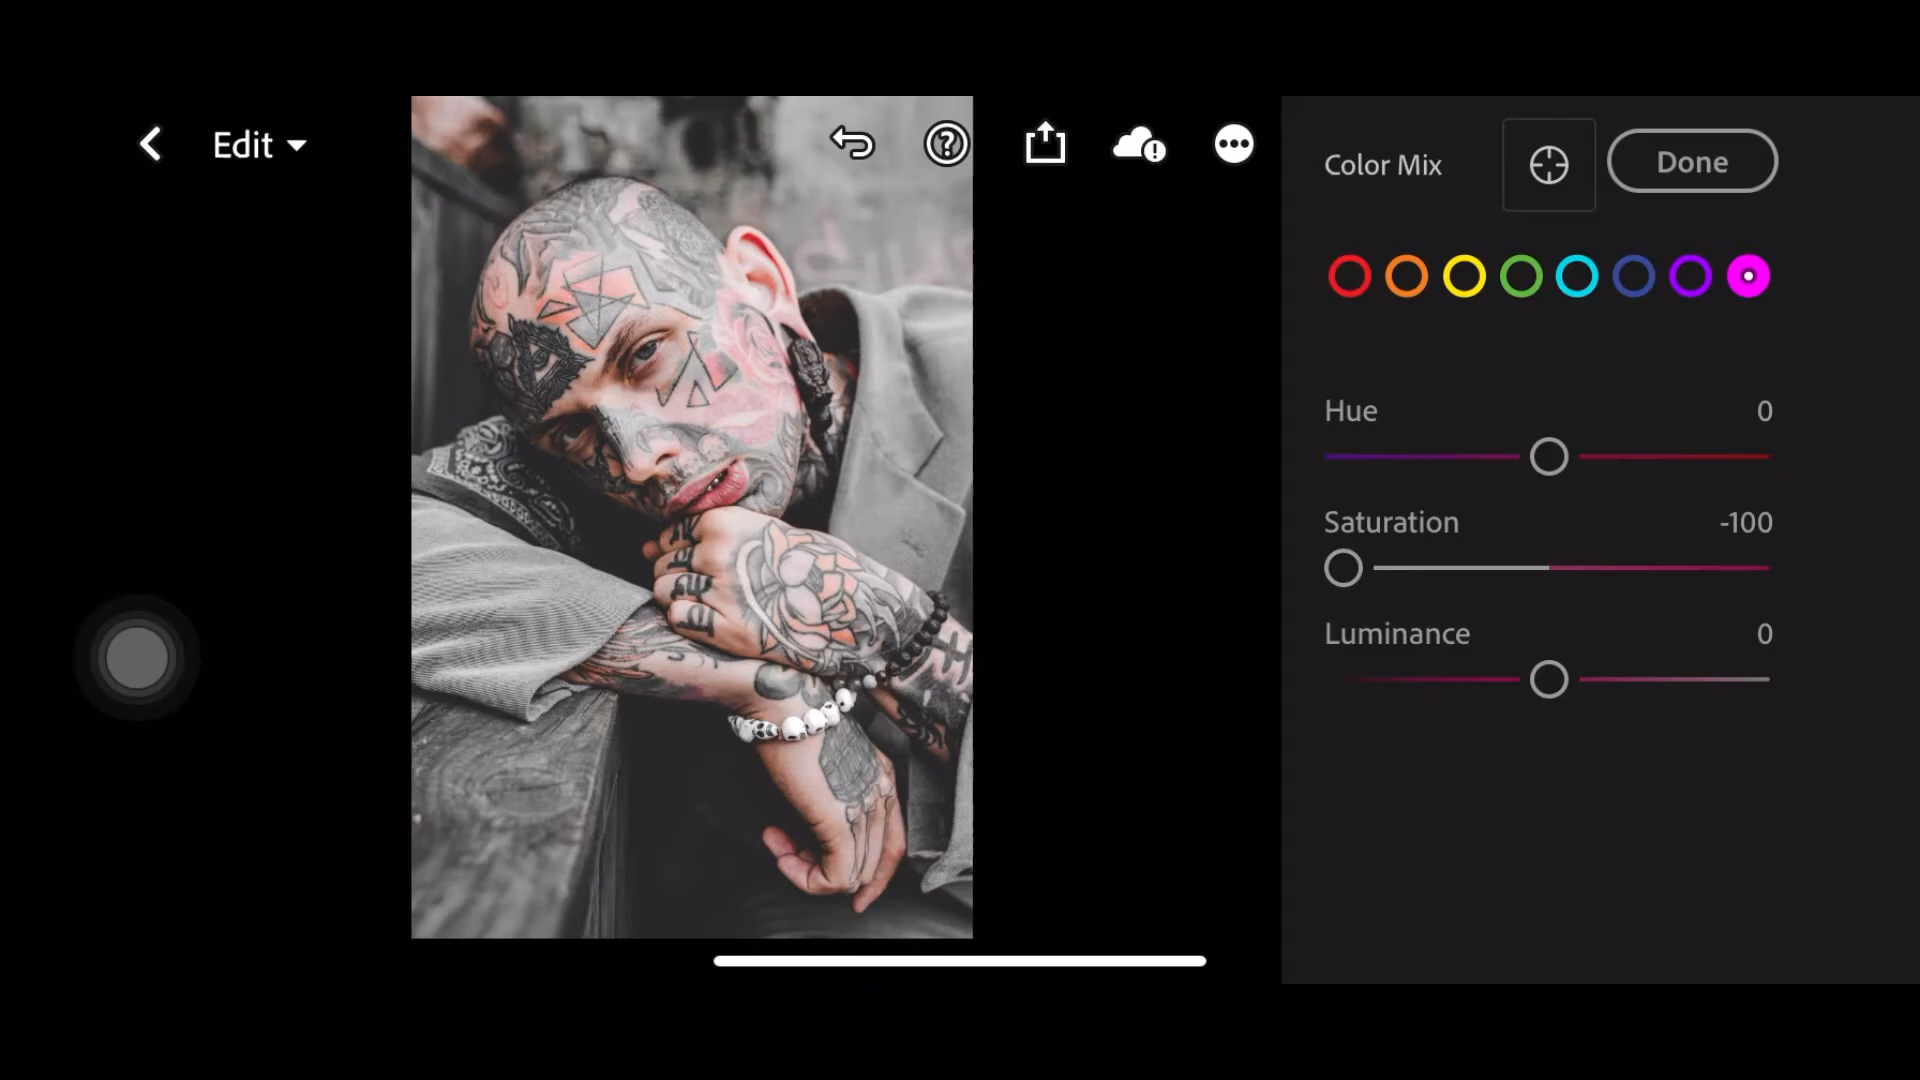 Edit
Color Mix
Done
Hue 0
Saturation -100
Luminance 0